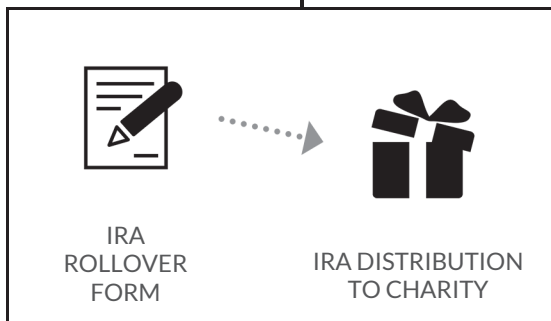 IRA
ROLLOVER
FORM
IRA DISTRIBUTION
TO CHARITY